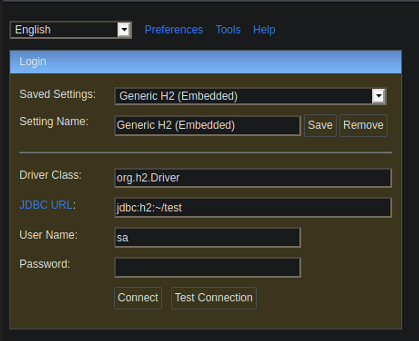 English Preferences Tools Help
Login
Saved Settings: Generic H2 (Embedded)
Setting Name: Generic H2 (Embedded) Save Remove
Driver Class: org.h2.Driver
JDBC URL: jdbc:h2:~/test
User Name: sa
Password:
Connect Test Connection